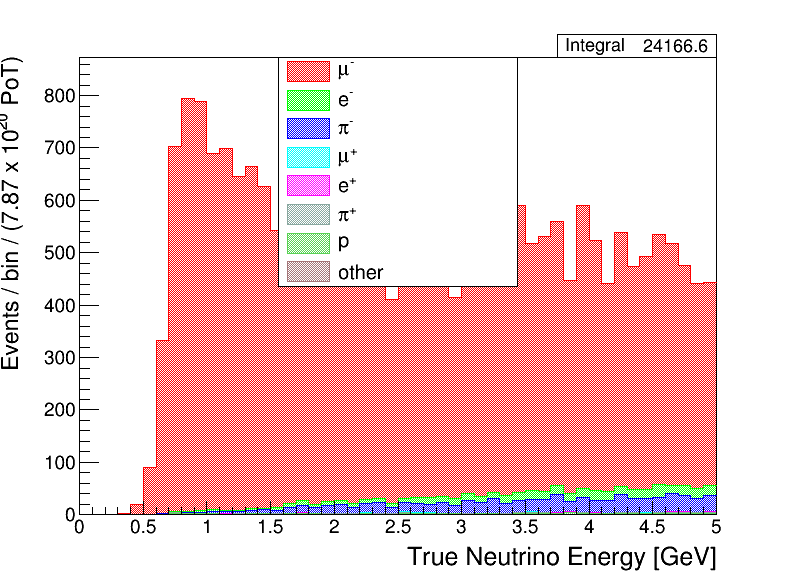 Integral 24166.6
Events / bin / (7.87 x 10²⁰ PoT)
800
700
600
500
400
300
200
100
0
μ⁻
e⁻
π⁻
μ⁺
e⁺
π⁺
p
other
0 0.5 1 1.5 2 2.5 3 3.5 4 4.5 5
True Neutrino Energy [GeV]